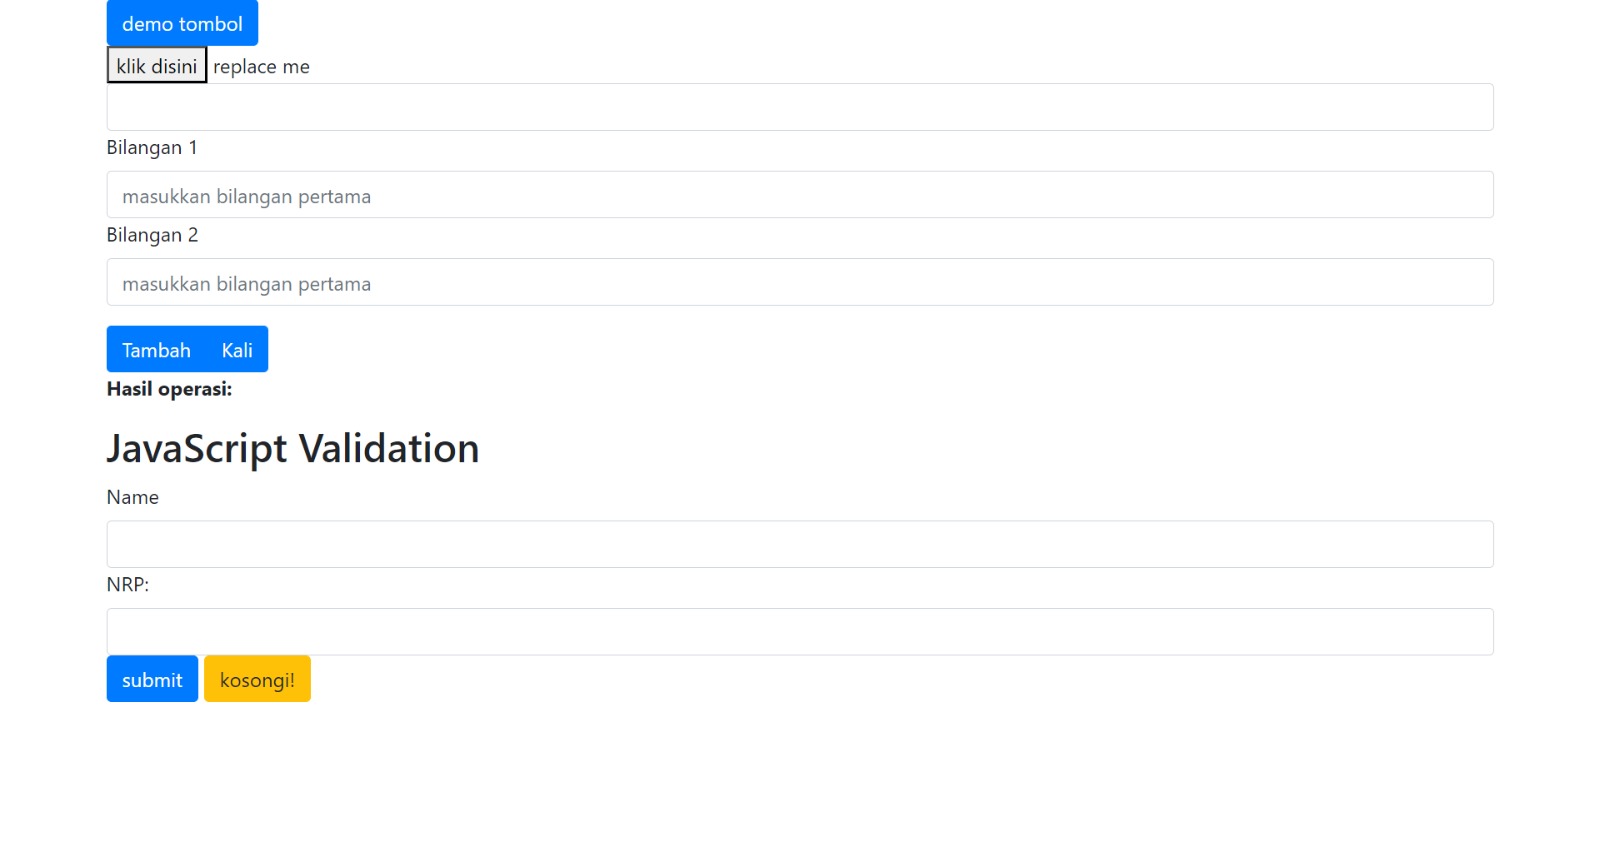 demo tombol
klik disini replace me
Bilangan 1
masukkan bilangan pertama
Bilangan 2
masukkan bilangan pertama
Tambah Kali
Hasil operasi:
JavaScript Validation
Name
NRP:
submit kosongi!